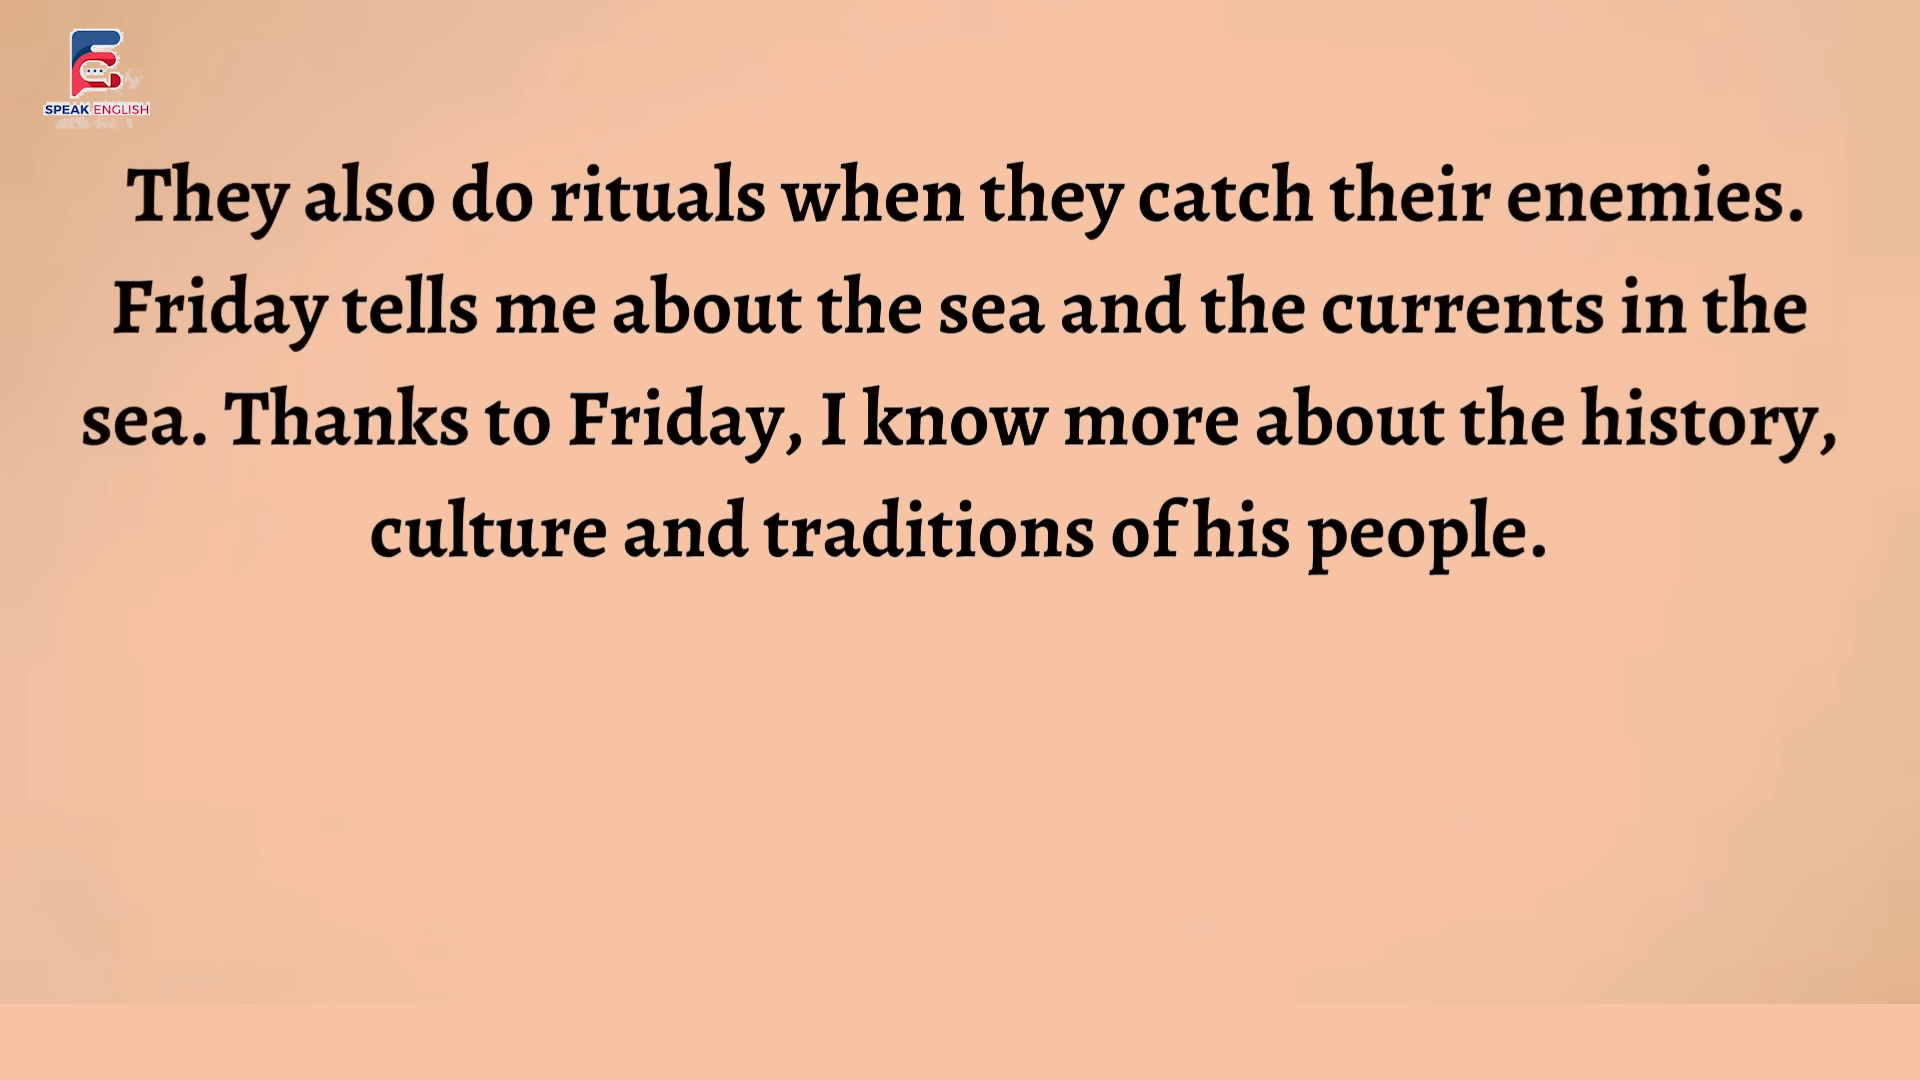 SPEAK ENGLISH
They also do rituals when they catch their enemies.
Friday tells me about the sea and the currents in the
sea. Thanks to Friday, I know more about the history,
culture and traditions of his people.